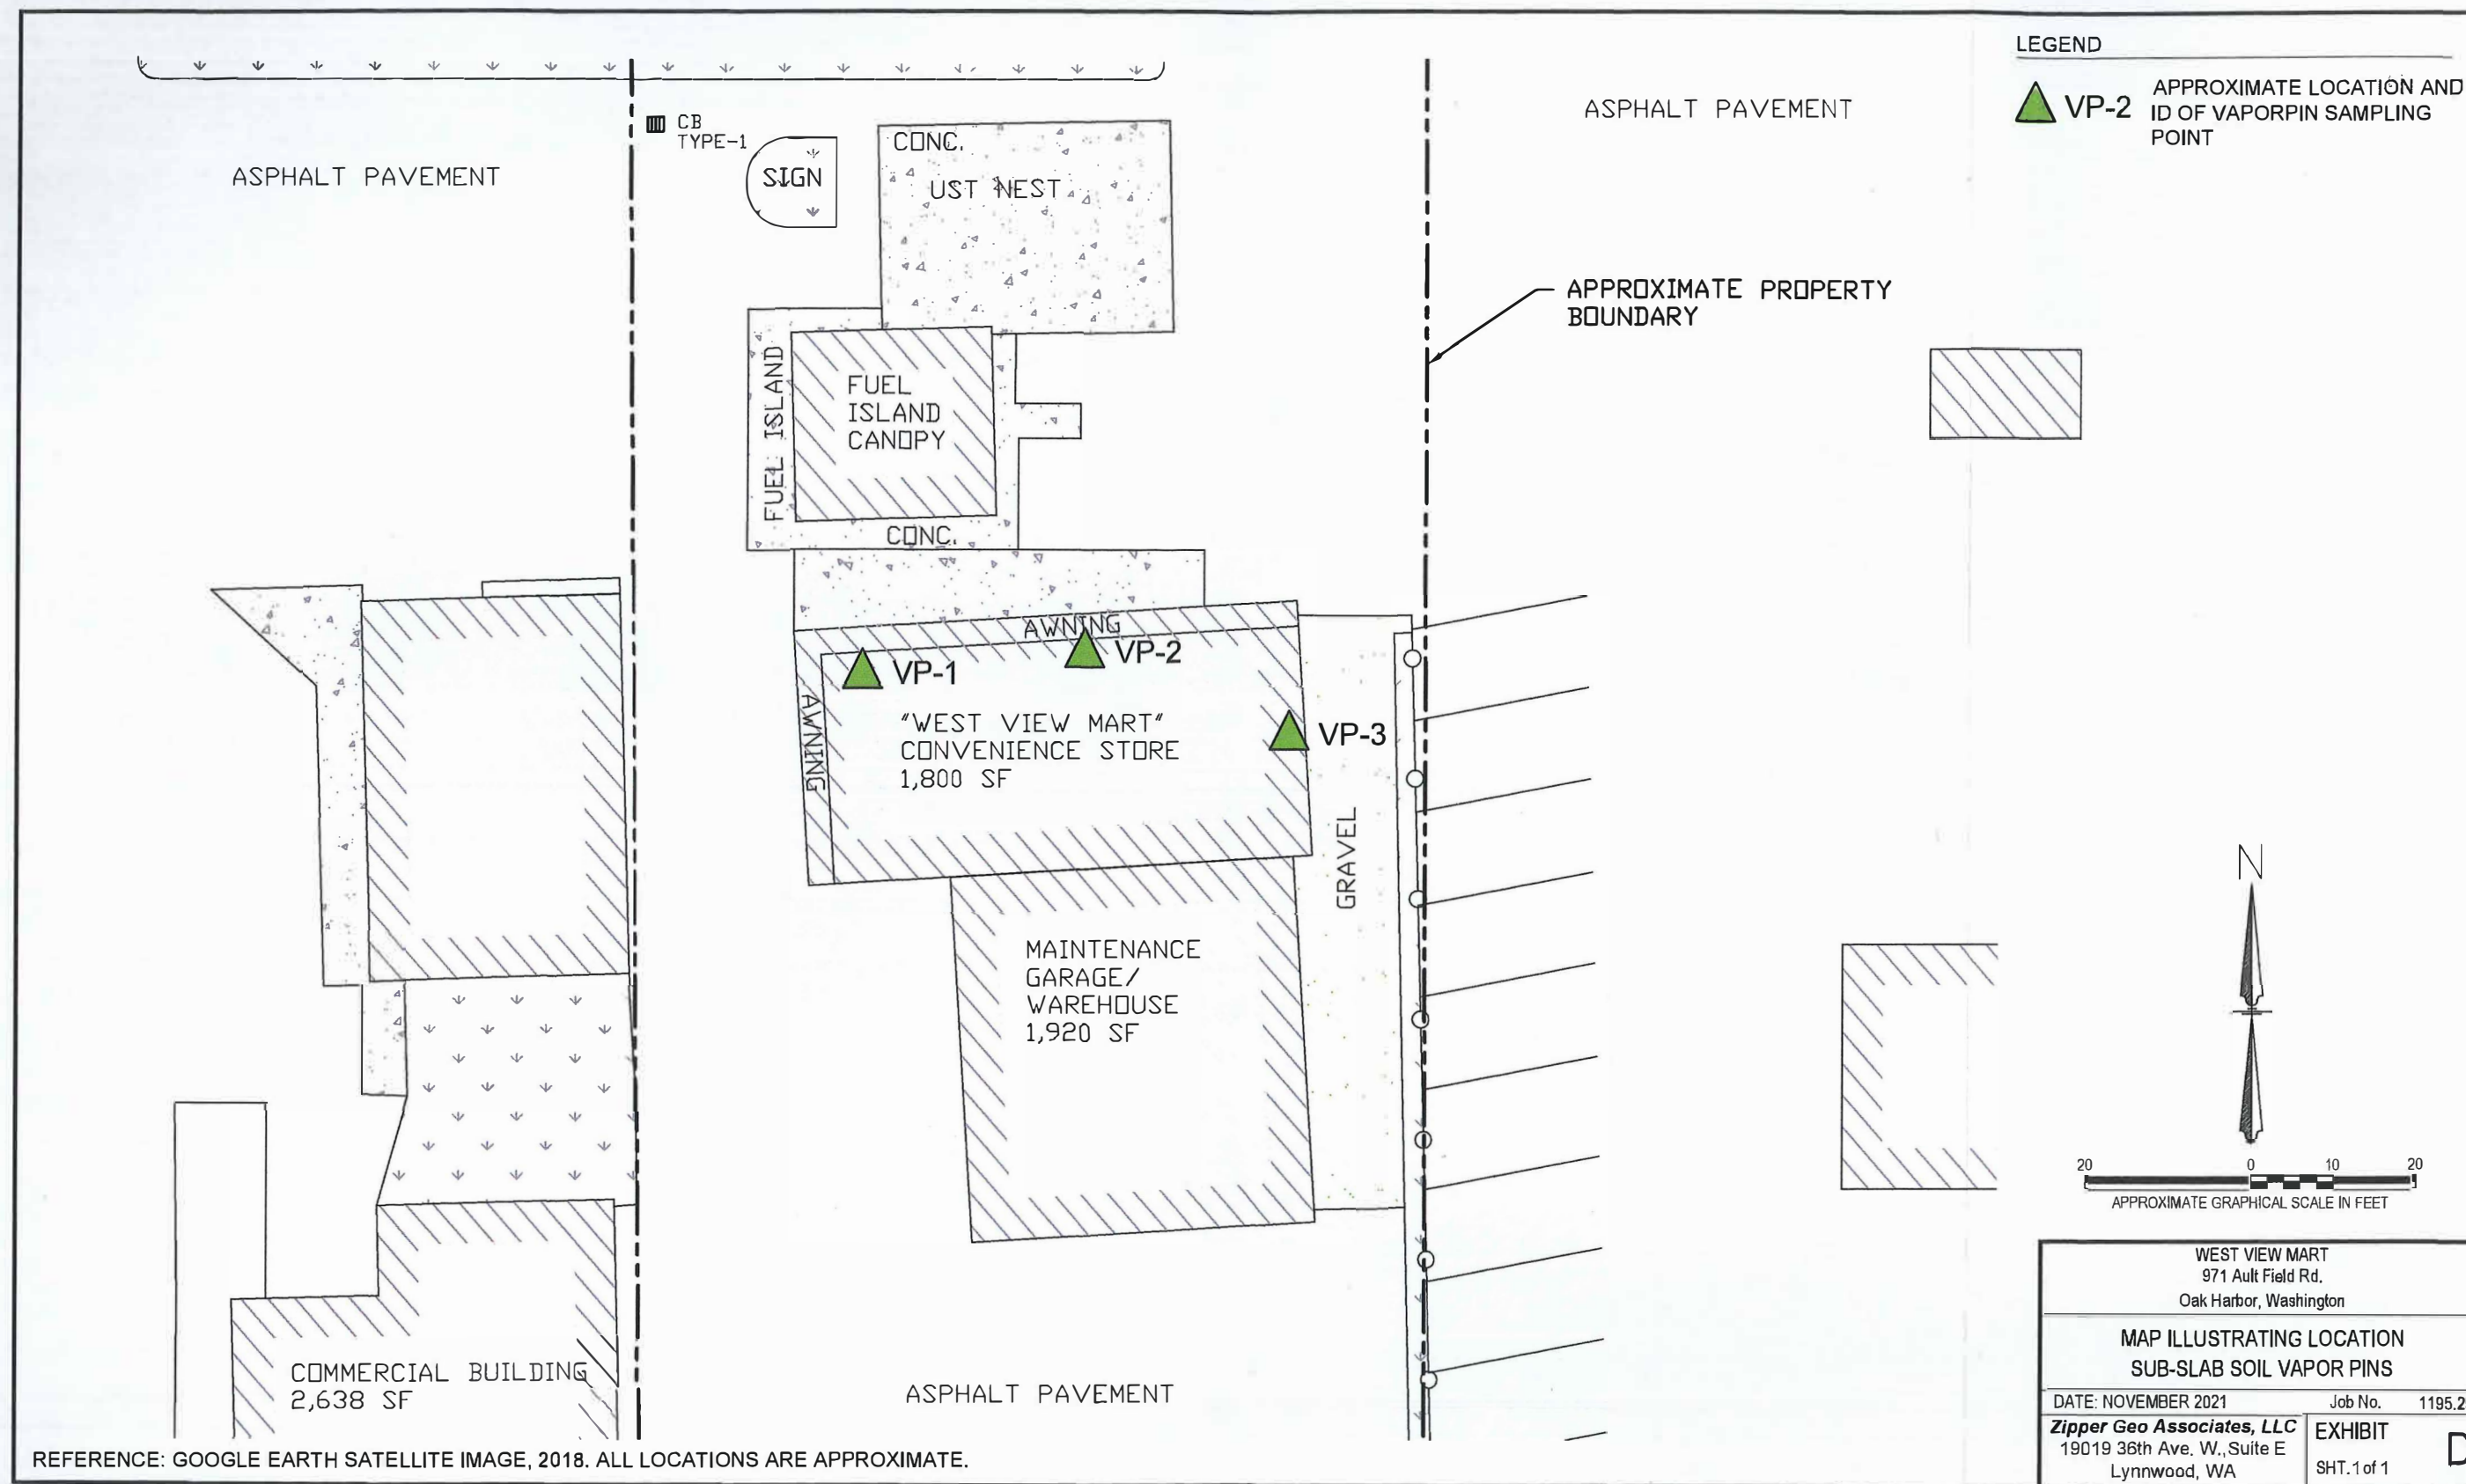 LEGEND
VP-2
APPROXIMATE LOCATION AND
ID OF VAPORPIN SAMPLING
POINT
CB
TYPE-1
ASPHALT PAVEMENT
SIGN
CONC.
UST NEST
ASPHALT PAVEMENT
APPROXIMATE PROPERTY
BOUNDARY
FUEL ISLAND
FUEL
ISLAND
CANOPY
CONC.
AWNING
VP-1
VP-2
VP-3
AWNING
"WEST VIEW MART"
CONVENIENCE STORE
1,800 SF
GRAVEL
MAINTENANCE
GARAGE/
WAREHOUSE
1,920 SF
COMMERCIAL BUILDING
2,638 SF
ASPHALT PAVEMENT
REFERENCE: GOOGLE EARTH SATELLITE IMAGE, 2018. ALL LOCATIONS ARE APPROXIMATE.
N
20 0 10 20
APPROXIMATE GRAPHICAL SCALE IN FEET
WEST VIEW MART
971 Ault Field Rd.
Oak Harbor, Washington
MAP ILLUSTRATING LOCATION
SUB-SLAB SOIL VAPOR PINS
DATE: NOVEMBER 2021
Job No.
Zipper Geo Associates, LLC
19019 36th Ave. W.,Suite E
Lynnwood, WA
EXHIBIT
SHT.1 of 1